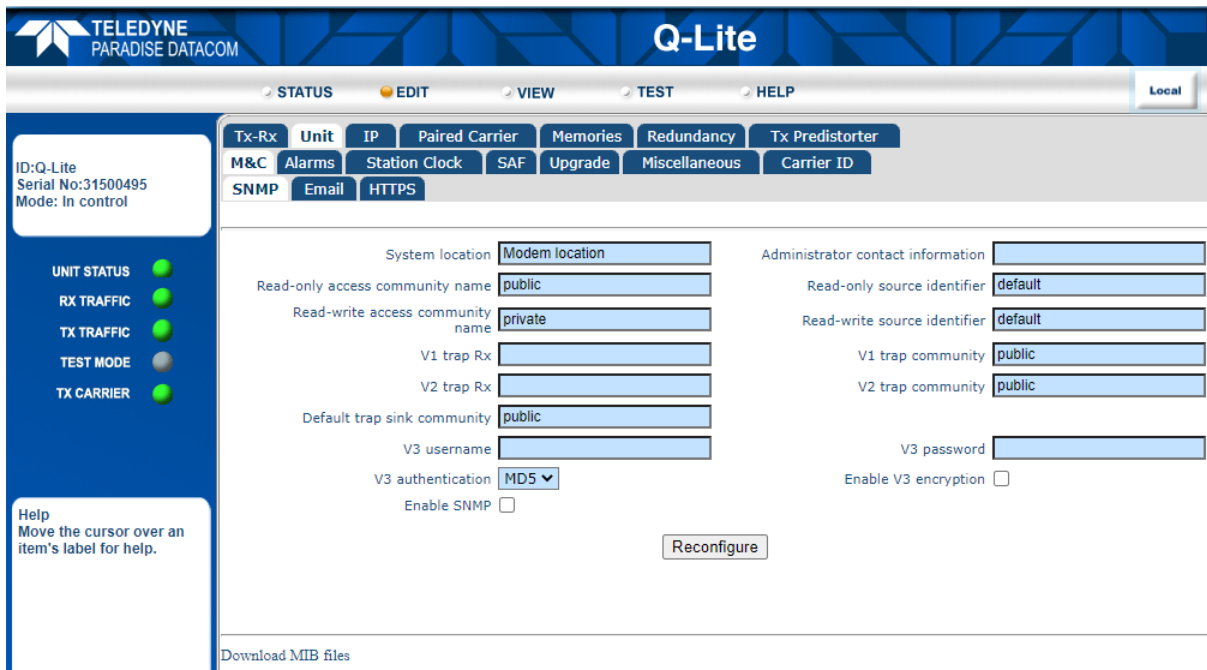 TELEDYNE
PARADISE DATACOM
Q-Lite
STATUS EDIT VIEW TEST HELP
Local
ID:Q-Lite
Serial No:31500495
Mode: In control
UNIT STATUS
RX TRAFFIC
TX TRAFFIC
TEST MODE
TX CARRIER
Help
Move the cursor over an
item's label for help.
Tx-Rx Unit IP Paired Carrier Memories Redundancy Tx Predistorter
M&C Alarms Station Clock SAF Upgrade Miscellaneous Carrier ID
SNMP Email HTTPS
System location Modem location Administrator contact information
Read-only access community name public Read-only source identifier default
Read-write access community
name private Read-write source identifier default
V1 trap Rx V1 trap community public
V2 trap Rx V2 trap community public
Default trap sink community public
V3 username V3 password
V3 authentication MD5 Enable V3 encryption
Enable SNMP
Reconfigure
Download MIB files